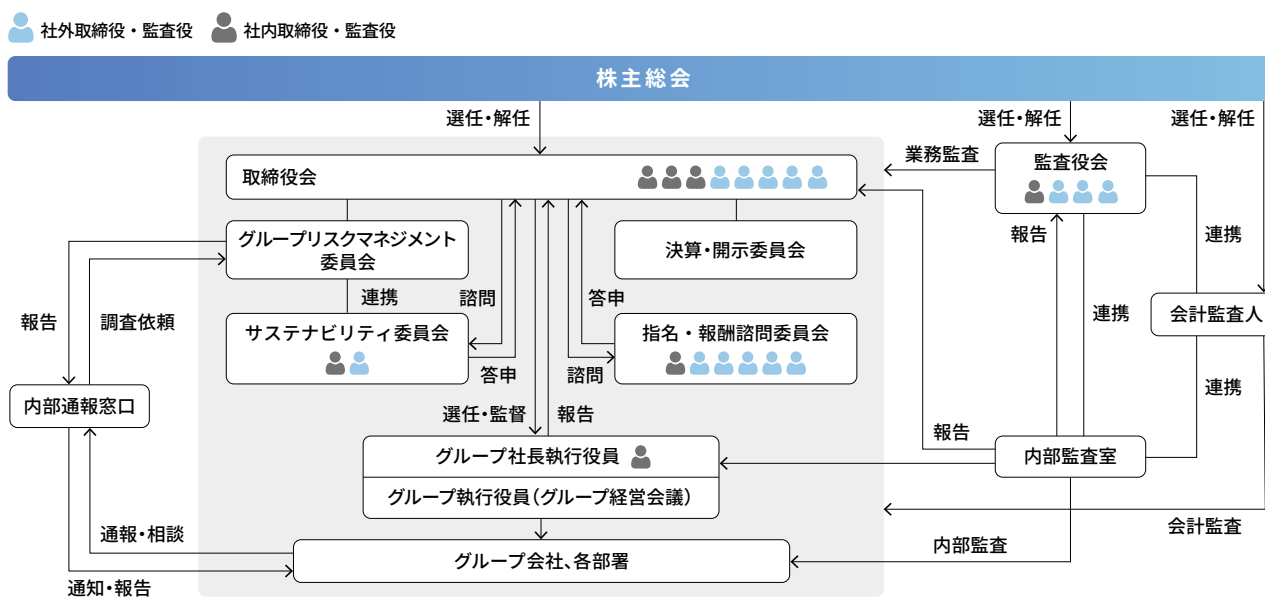 社外取締役・監査役
社内取締役・監査役
株主総会
選任・解任
選任・解任
選任・解任
取締役会
業務監査
監査役会
グループリスクマネジメント
委員会
決算・開示委員会
報告
連携
連携
諮問
答申
報告
調査依頼
サステナビリティ委員会
指名・報酬諮問委員会
連携
会計監査人
答申
諮問
連携
内部通報窓口
選任・監督
報告
報告
グループ社長執行役員
内部監査室
グループ執行役員(グループ経営会議)
通報・相談
会計監査
グループ会社、各部署
内部監査
通知・報告